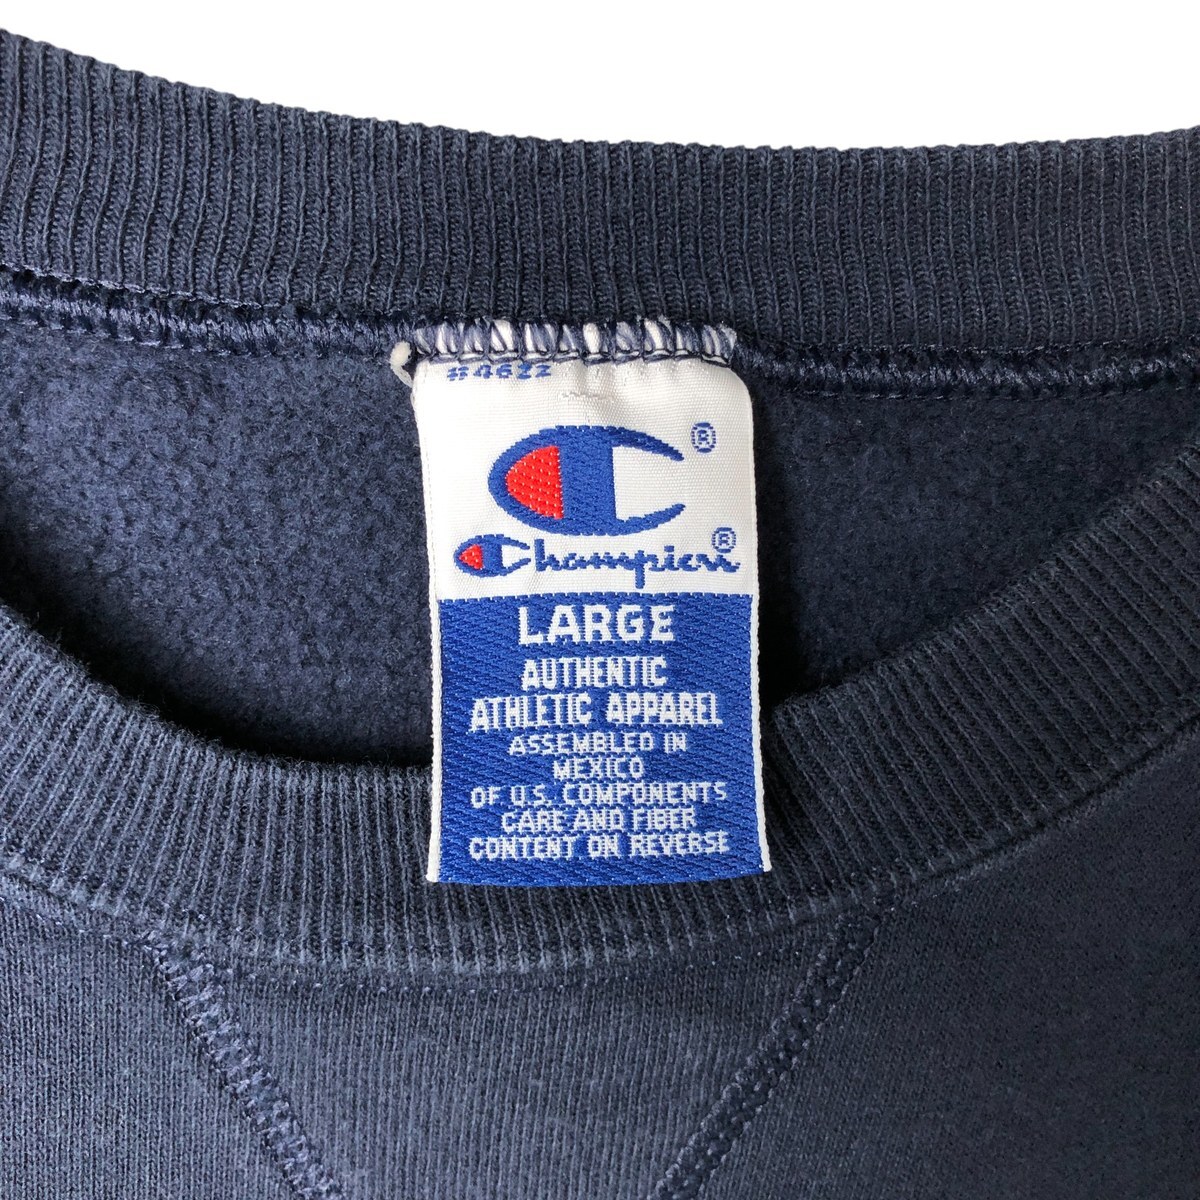 #4622
®
Champion®
LARGE
AUTHENTIC
ATHLETIC APPAREL
ASSEMBLED IN
MEXICO
OF U.S. COMPONENTS
CARE AND FIBER
CONTENT ON REVERSE